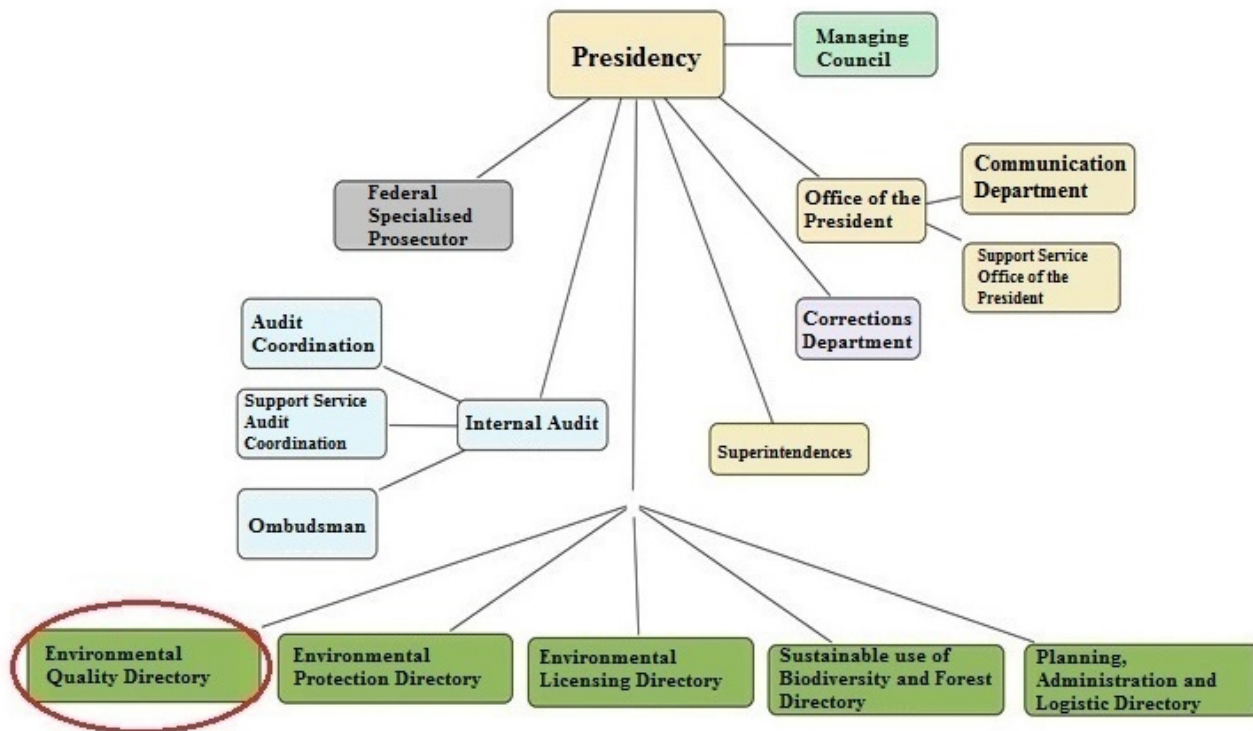 Presidency
Managing
Council
Federal
Specialised
Prosecutor
Office of the
President
Communication
Department
Support Service
Office of the
President
Audit
Coordination
Corrections
Department
Support Service
Audit
Coordination
Internal Audit
Superintendences
Ombudsman
Environmental
Quality Directory
Environmental
Protection Directory
Environmental
Licensing Directory
Sustainable use of
Biodiversity and Forest
Directory
Planning,
Administration and
Logistic Directory